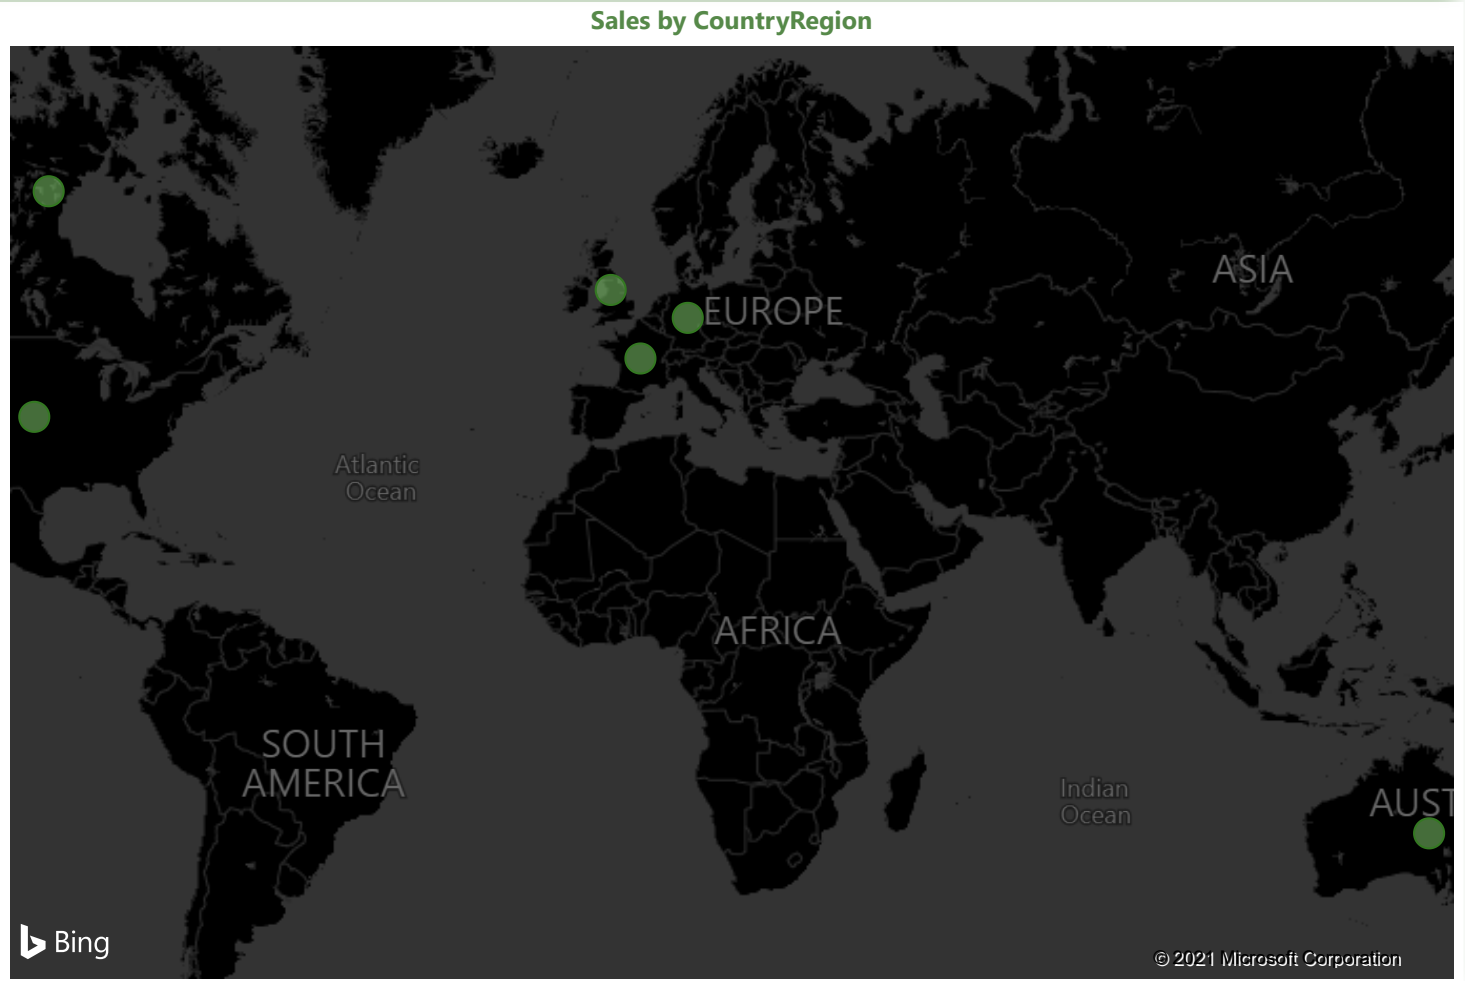 Sales by CountryRegion
ASIA
EUROPE
Atlantic
Ocean
AFRICA
SOUTH
AMERICA
Indian
Ocean
AUST
Bing
© 2021 Microsoft Corporation